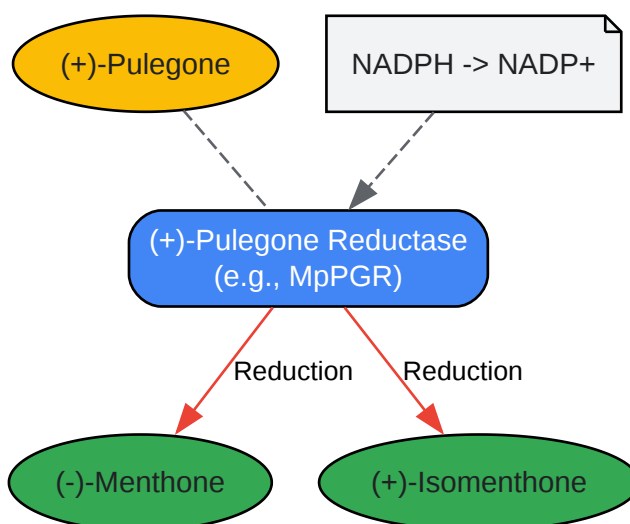 (+)-Pulegone
NADPH -> NADP+
(+)-Pulegone Reductase
(e.g., MpPGR)
Reduction
Reduction
(-)-Menthone
(+)-Isomenthone